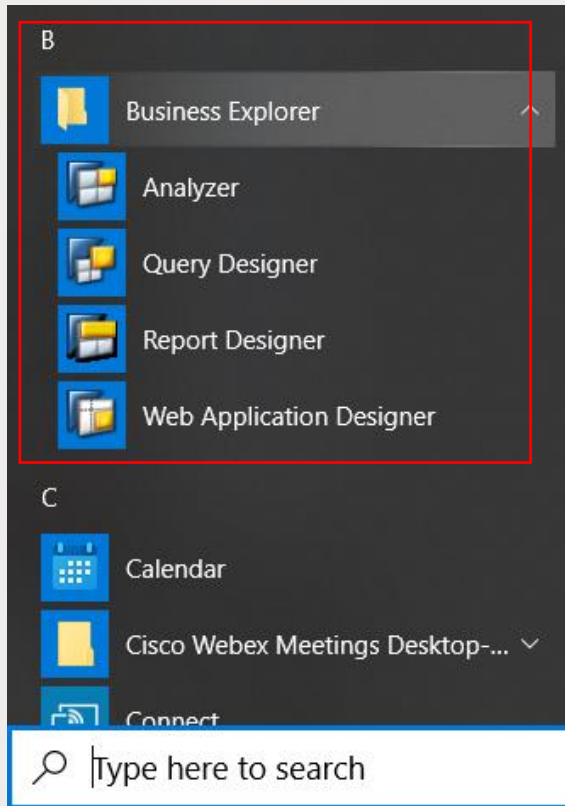 B
Business Explorer
Analyzer
Query Designer
Report Designer
Web Application Designer
C
Calendar
Cisco Webex Meetings Desktop-...
Connect
Type here to search